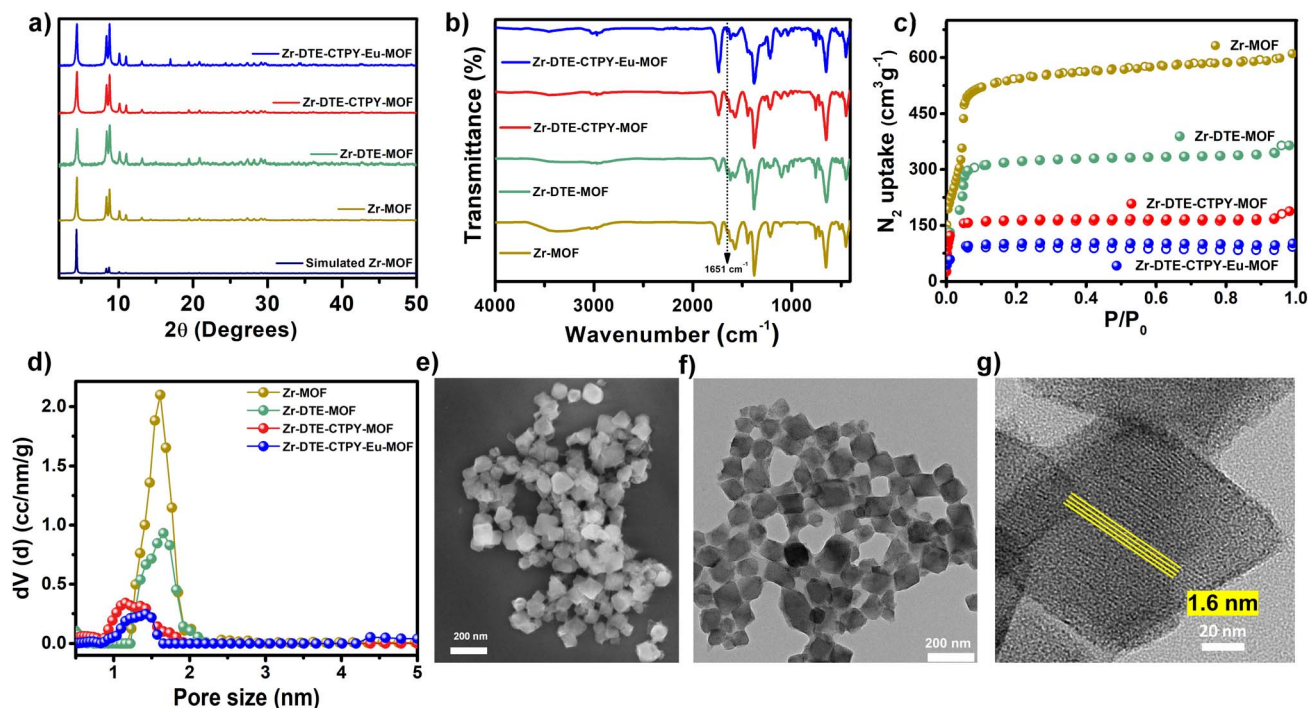 a)
Zr-DTE-CTPY-Eu-MOF
Zr-DTE-CTPY-MOF
Zr-DTE-MOF
Zr-MOF
Simulated Zr-MOF
10 20 30 40 50
2θ (Degrees)
b)
Transmittance (%)
Zr-DTE-CTPY-Eu-MOF
Zr-DTE-CTPY-MOF
Zr-DTE-MOF
Zr-MOF
1651 cm⁻¹
4000 3000 2000 1000
Wavenumber (cm⁻¹)
c)
N₂ uptake (cm³g⁻¹)
600
450
300
150
0
Zr-MOF
Zr-DTE-MOF
Zr-DTE-CTPY-MOF
Zr-DTE-CTPY-Eu-MOF
0.0 0.2 0.4 0.6 0.8 1.0
P/P₀
d)
dV (d) (cc/nm/g)
2.0
1.5
1.0
0.5
0.0
Zr-MOF
Zr-DTE-MOF
Zr-DTE-CTPY-MOF
Zr-DTE-CTPY-Eu-MOF
1 2 3 4 5
Pore size (nm)
e)
200 nm
f)
200 nm
g)
1.6 nm
20 nm